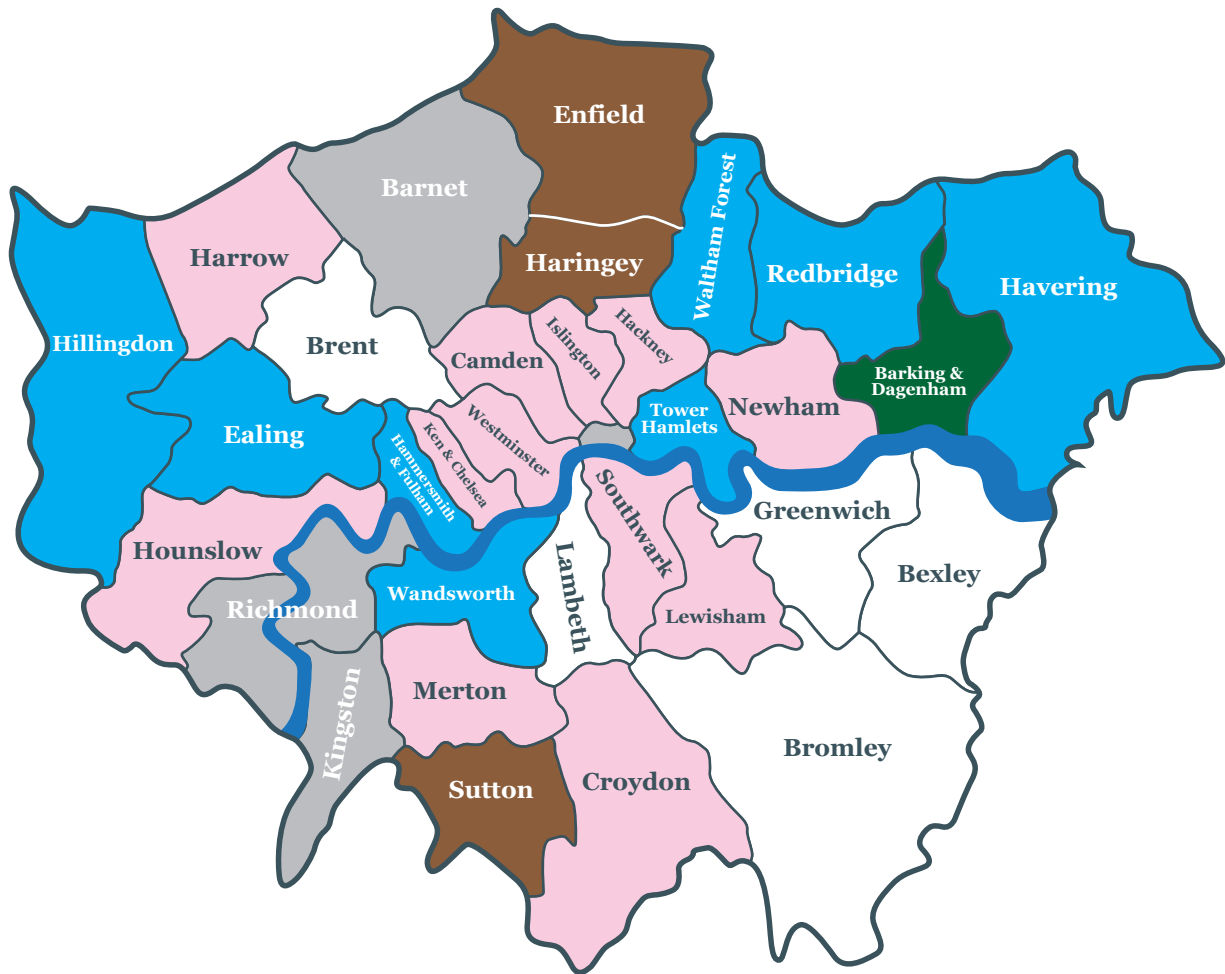 Enfield
Barnet
Waltham Forest
Harrow
Haringey
Redbridge
Havering
Hillingdon
Brent
Camden
Islington
Hackney
Barking &
Dagenham
Newham
Tower
Hamlets
Ealing
Hammersmith
& Fulham
Ken & Chelsea
Westminster
Southwark
Greenwich
Hounslow
Bexley
Richmond
Wandsworth
Lambeth
Lewisham
Merton
Kingston
Bromley
Sutton
Croydon